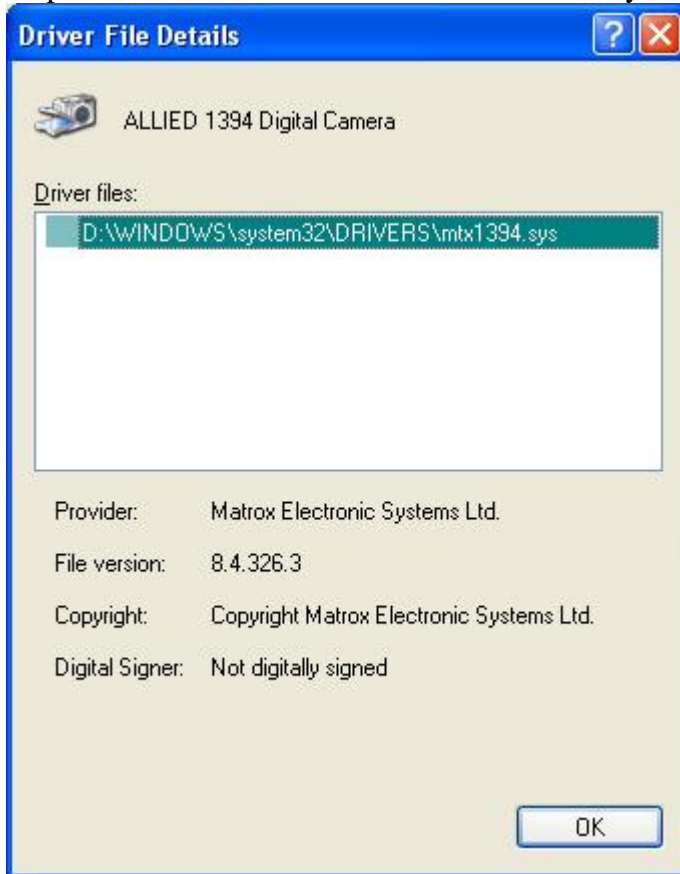 Driver File Details
ALLIED 1394 Digital Camera
Driver files:
D:\WINDOWS\system32\DRIVERS\mtx1394.sys
Provider: Matrox Electronic Systems Ltd.
File version: 8.4.326.3
Copyright: Copyright Matrox Electronic Systems Ltd.
Digital Signer: Not digitally signed
OK